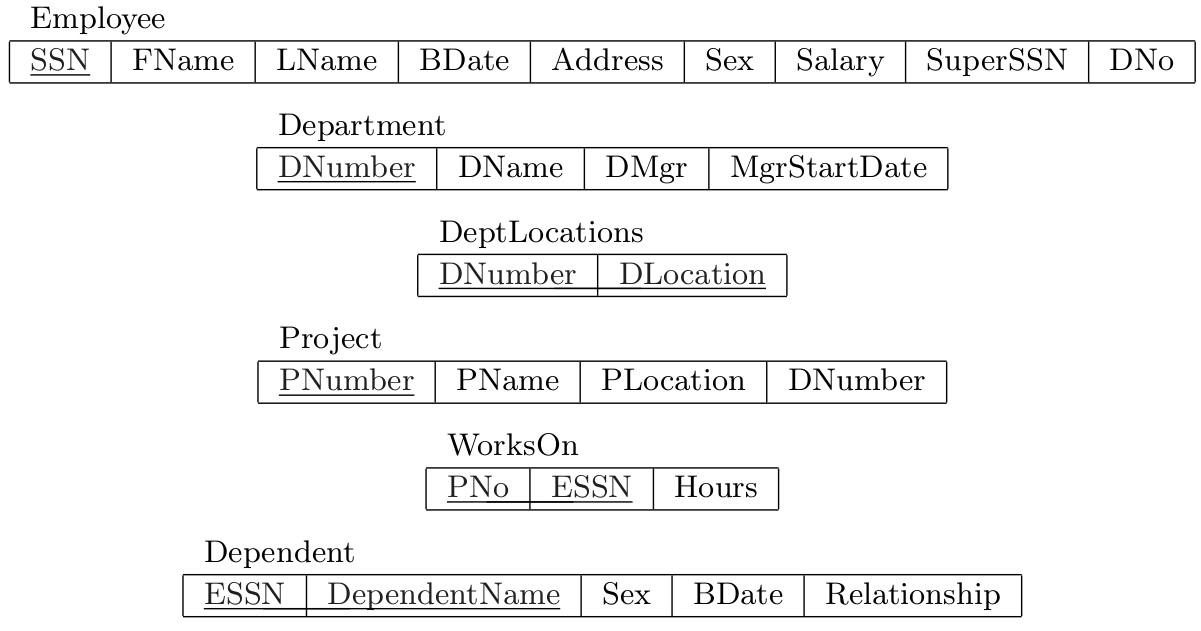 Employee
SSN FName LName BDate Address Sex Salary SuperSSN DNo
Department
DNumber DName DMgr MgrStartDate
DeptLocations
DNumber DLocation
Project
PNumber PName PLocation DNumber
WorksOn
PNo ESSN Hours
Dependent
ESSN DependentName Sex BDate Relationship